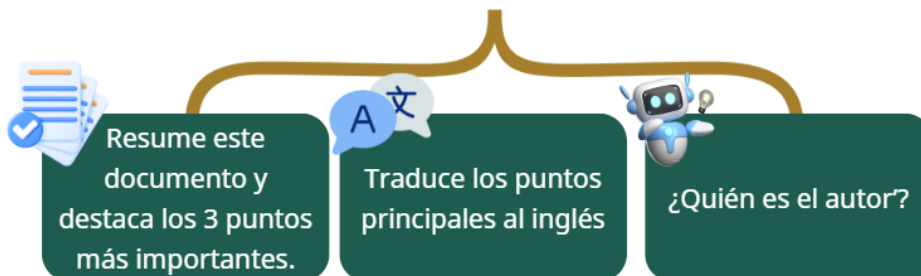 Resume este
documento y
destaca los 3 puntos
más importantes.
A 文
Traduce los puntos
principales al inglés
¿Quién es el autor'?